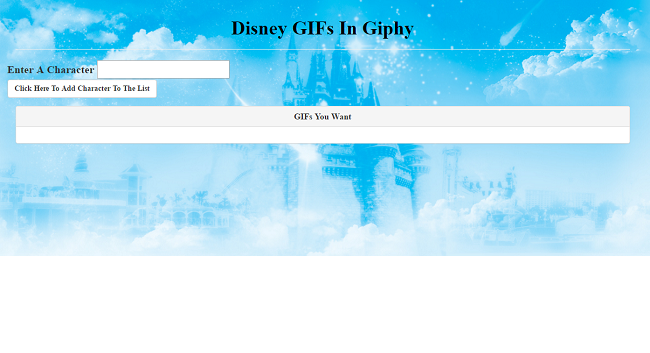 Disney GIFs In Giphy
Enter A Character
Click Here To Add Character To The List
GIFs You Want